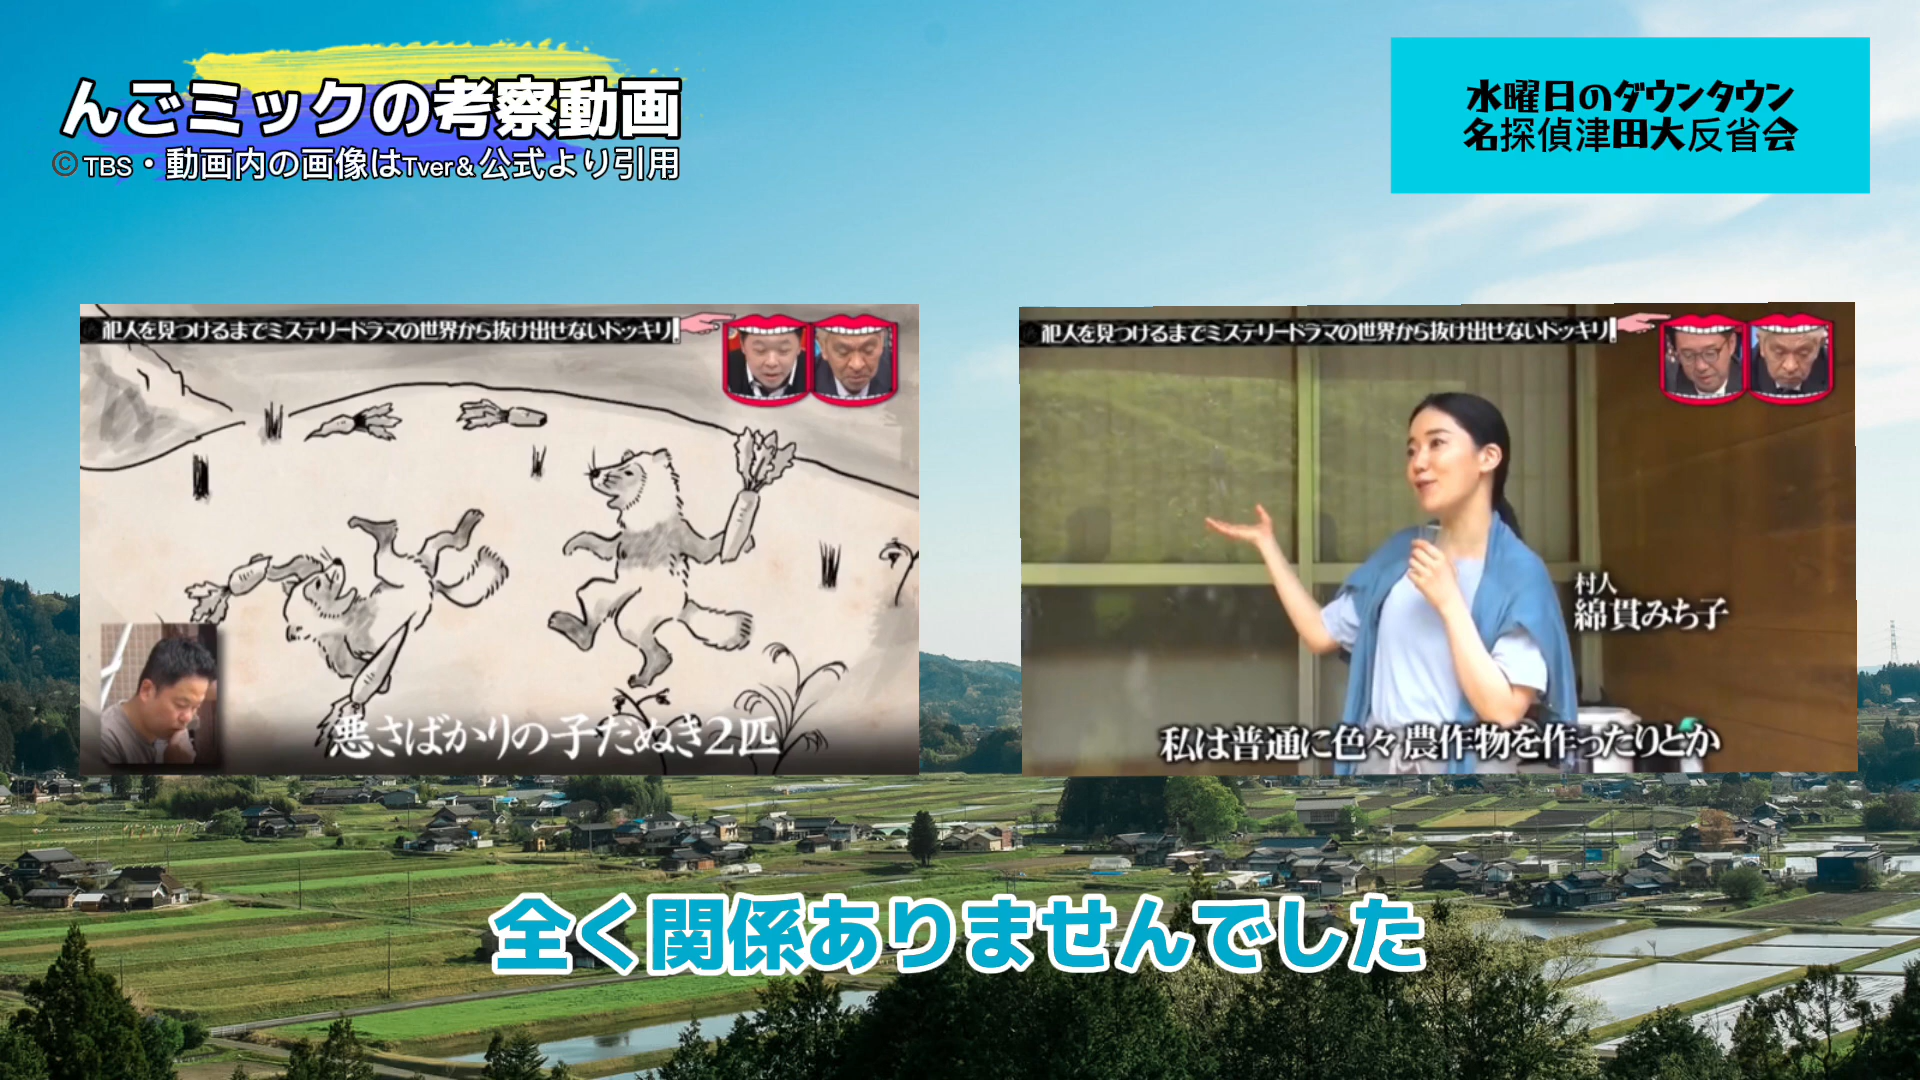 んごミックの考察動画
©TBS・動画内の画像はTver&公式より引用
水曜日のダウンタウン
名探偵津田大反省会
犯人を見つけるまでミステリードラマの世界から抜け出せないドッキリ!
悪さばかりの子だぬき2匹
犯人を見つけるまでミステリードラマの世界から抜け出せないドッキリ!
村人
綿貫みち子
私は普通に色々農作物を作ったりとか
全く関係ありませんでした